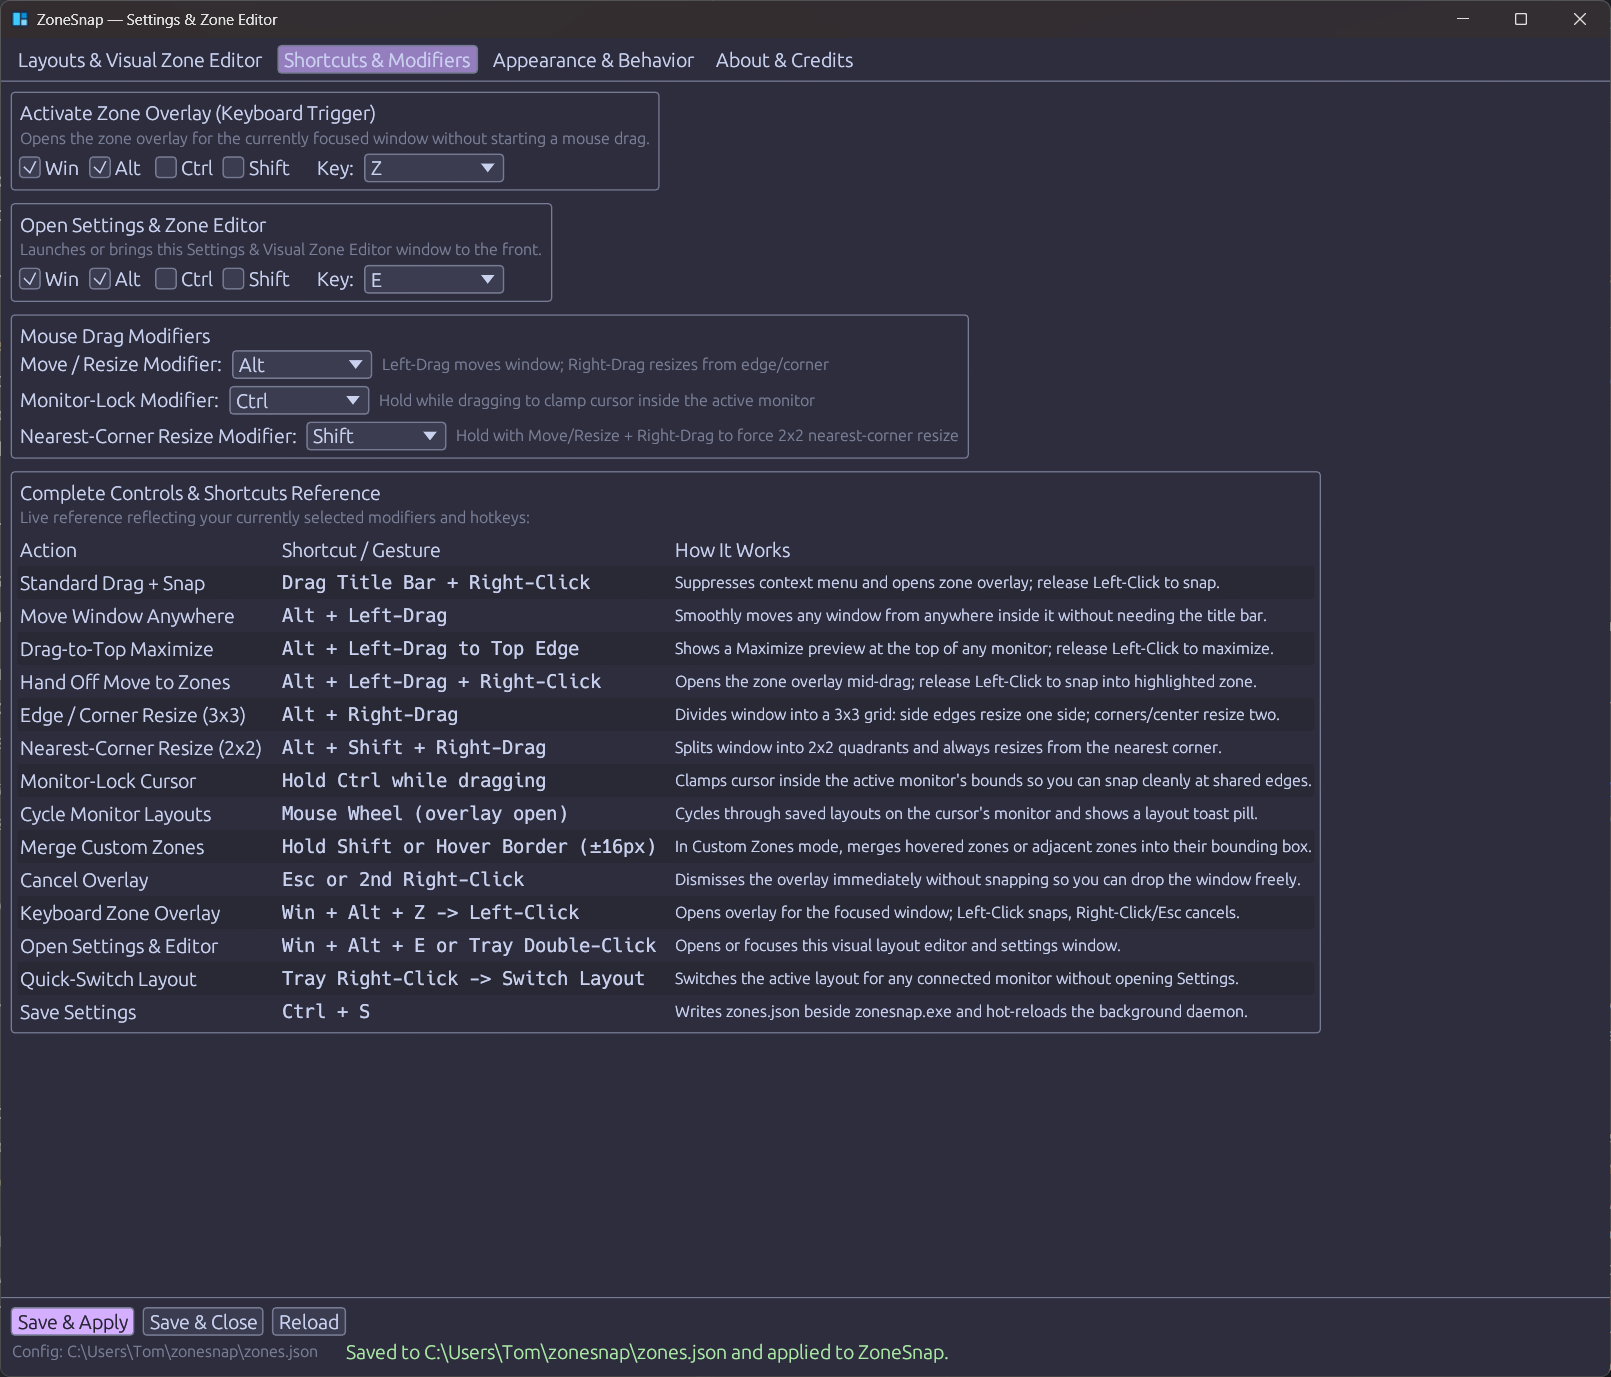 ZoneSnap — Settings & Zone Editor
Layouts & Visual Zone Editor Shortcuts & Modifiers Appearance & Behavior About & Credits
Activate Zone Overlay (Keyboard Trigger)
Opens the zone overlay for the currently focused window without starting a mouse drag.
Win Alt Ctrl Shift Key: Z
Open Settings & Zone Editor
Launches or brings this Settings & Visual Zone Editor window to the front.
Win Alt Ctrl Shift Key: E
Mouse Drag Modifiers
Move / Resize Modifier: Alt Left-Drag moves window; Right-Drag resizes from edge/corner
Monitor-Lock Modifier: Ctrl Hold while dragging to clamp cursor inside the active monitor
Nearest-Corner Resize Modifier: Shift Hold with Move/Resize + Right-Drag to force 2x2 nearest-corner resize
Complete Controls & Shortcuts Reference
Live reference reflecting your currently selected modifiers and hotkeys:
Action Shortcut / Gesture How It Works
Standard Drag + Snap Drag Title Bar + Right-Click Suppresses context menu and opens zone overlay; release Left-Click to snap.
Move Window Anywhere Alt + Left-Drag Smoothly moves any window from anywhere inside it without needing the title bar.
Drag-to-Top Maximize Alt + Left-Drag to Top Edge Shows a Maximize preview at the top of any monitor; release Left-Click to maximize.
Hand Off Move to Zones Alt + Left-Drag + Right-Click Opens the zone overlay mid-drag; release Left-Click to snap into highlighted zone.
Edge / Corner Resize (3x3) Alt + Right-Drag Divides window into a 3x3 grid: side edges resize one side; corners/center resize two.
Nearest-Corner Resize (2x2) Alt + Shift + Right-Drag Splits window into 2x2 quadrants and always resizes from the nearest corner.
Monitor-Lock Cursor Hold Ctrl while dragging Clamps cursor inside the active monitor's bounds so you can snap cleanly at shared edges.
Cycle Monitor Layouts Mouse Wheel (overlay open) Cycles through saved layouts on the cursor's monitor and shows a layout toast pill.
Merge Custom Zones Hold Shift or Hover Border (±16px) In Custom Zones mode, merges hovered zones or adjacent zones into their bounding box.
Cancel Overlay Esc or 2nd Right-Click Dismisses the overlay immediately without snapping so you can drop the window freely.
Keyboard Zone Overlay Win + Alt + Z -> Left-Click Opens overlay for the focused window; Left-Click snaps, Right-Click/Esc cancels.
Open Settings & Editor Win + Alt + E or Tray Double-Click Opens or focuses this visual layout editor and settings window.
Quick-Switch Layout Tray Right-Click -> Switch Layout Switches the active layout for any connected monitor without opening Settings.
Save Settings Ctrl + S Writes zones.json beside zonesnap.exe and hot-reloads the background daemon.
Save & Apply Save & Close Reload
Config: C:\Users\Tom\zonesnap\zones.json Saved to C:\Users\Tom\zonesnap\zones.json and applied to ZoneSnap.